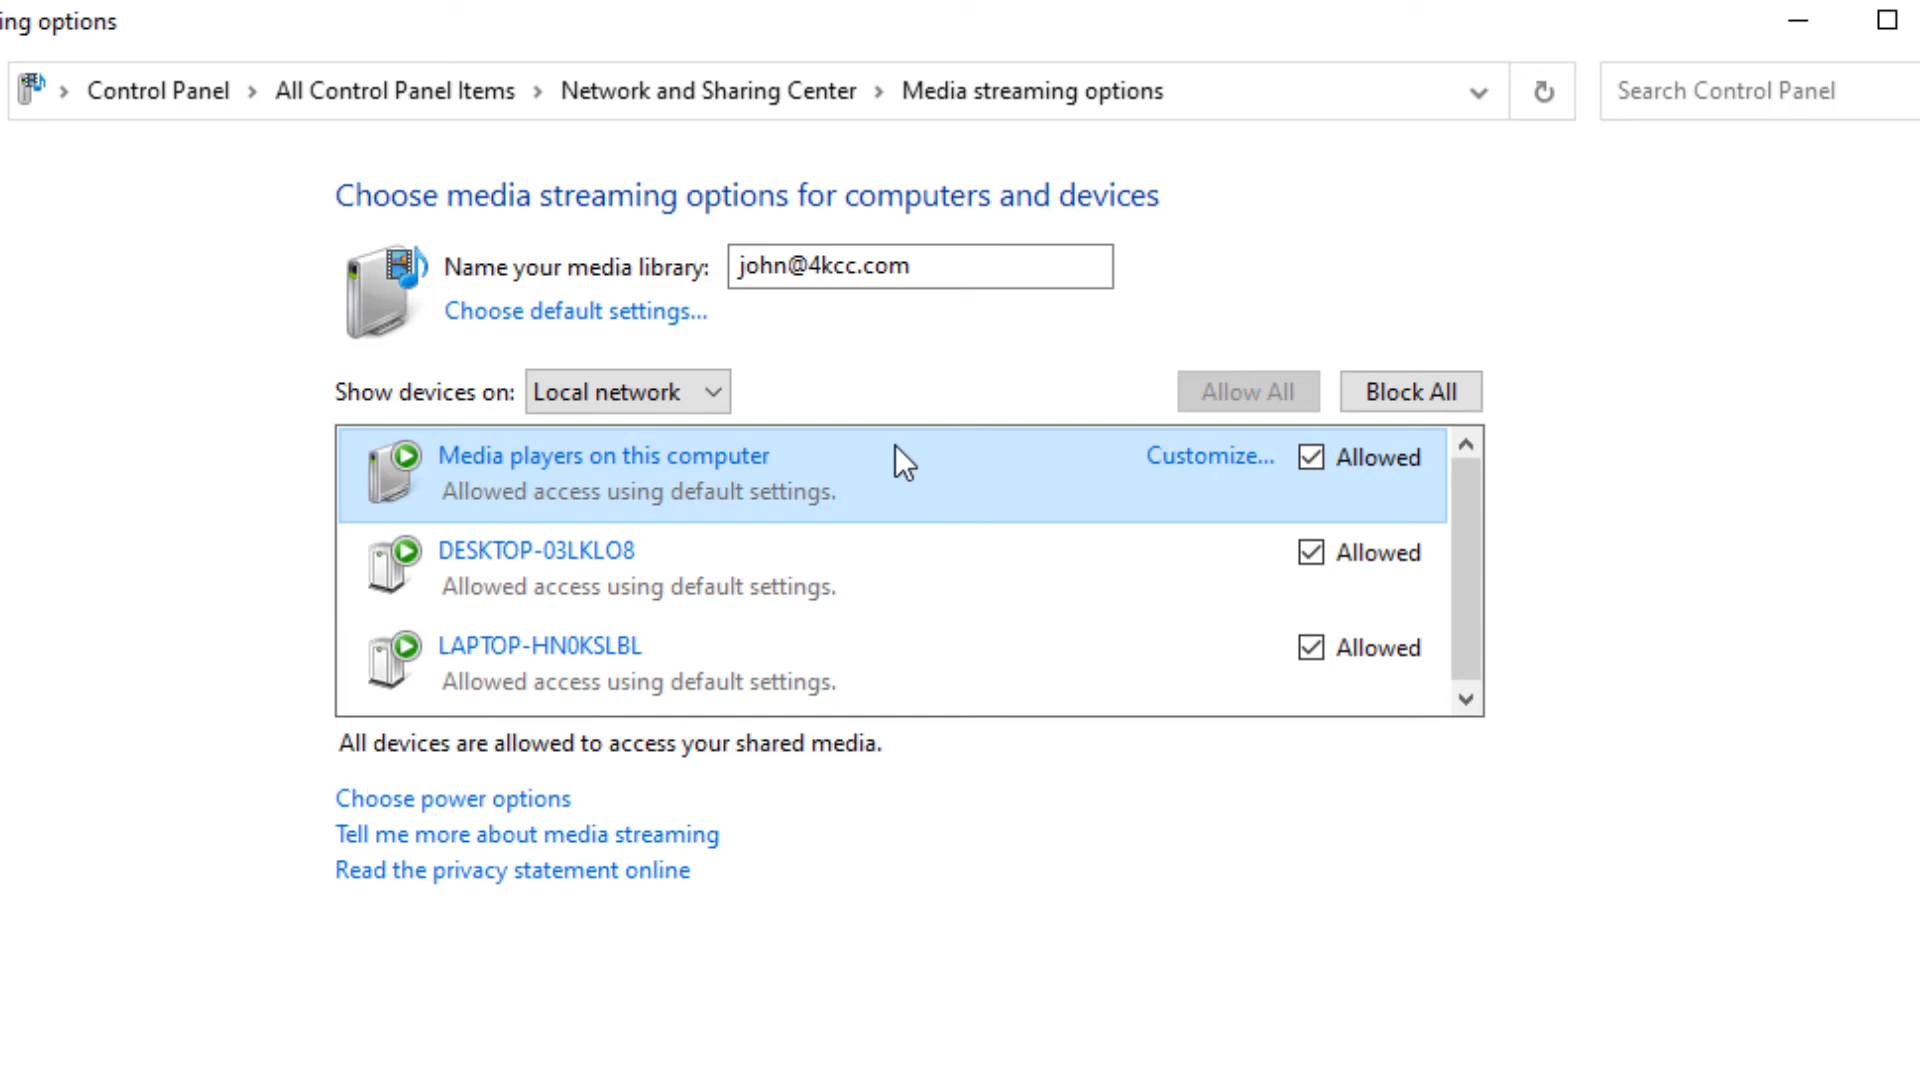 ing options
Control Panel > All Control Panel Items > Network and Sharing Center > Media streaming options
Search Control Panel
Choose media streaming options for computers and devices
Name your media library: john@4kcc.com
Choose default settings...
Show devices on: Local network
Allow All
Block All
Media players on this computer
Customize...
Allowed
Allowed access using default settings.
DESKTOP-03LKLO8
Allowed
Allowed access using default settings.
LAPTOP-HN0KSLBL
Allowed
Allowed access using default settings.
All devices are allowed to access your shared media.
Choose power options
Tell me more about media streaming
Read the privacy statement online